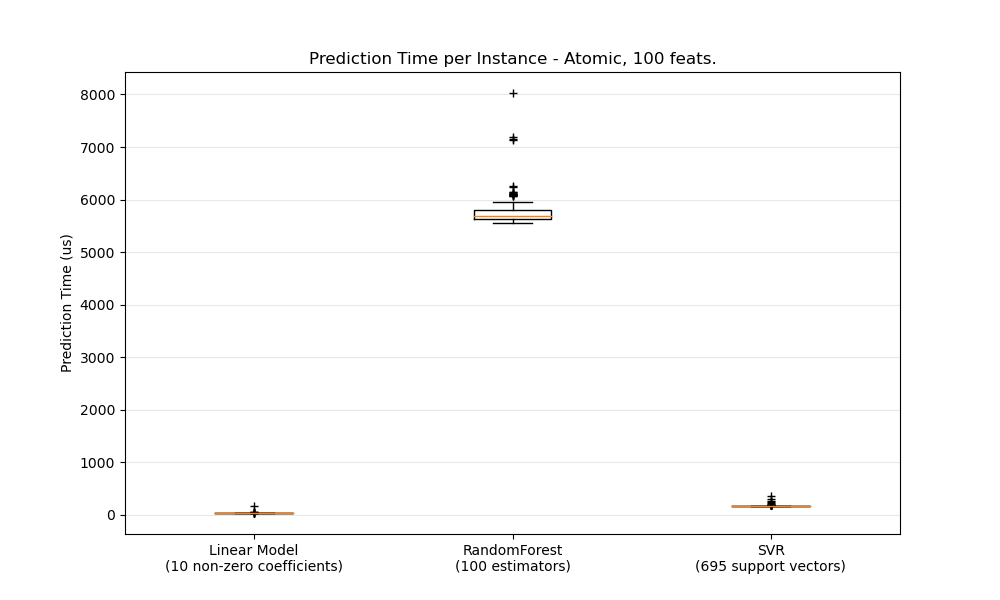 Prediction Time per Instance - Atomic, 100 feats.
Prediction Time (us)
8000
7000
6000
5000
4000
3000
2000
1000
0
Linear Model
(10 non-zero coefficients)
RandomForest
(100 estimators)
SVR
(695 support vectors)